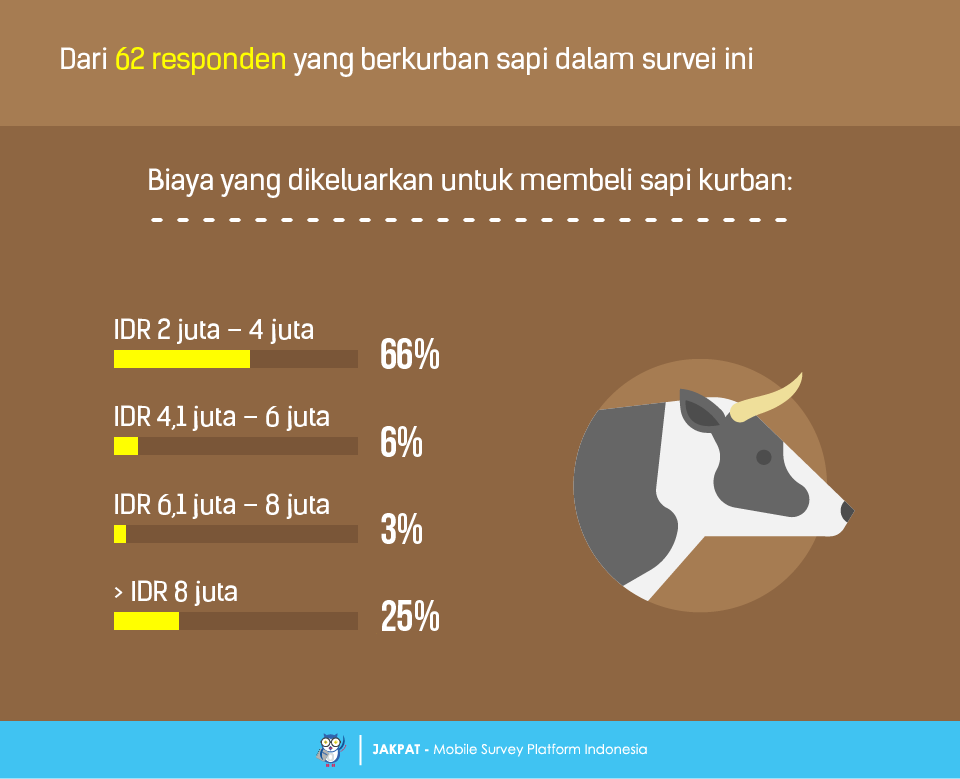 Dari 62 responden yang berkurban sapi dalam survei ini
Biaya yang dikeluarkan untuk membeli sapi kurban:
IDR 2 juta – 4 juta
66%
IDR 4,1 juta – 6 juta
6%
IDR 6,1 juta – 8 juta
3%
> IDR 8 juta
25%
JAKPAT - Mobile Survey Platform Indonesia